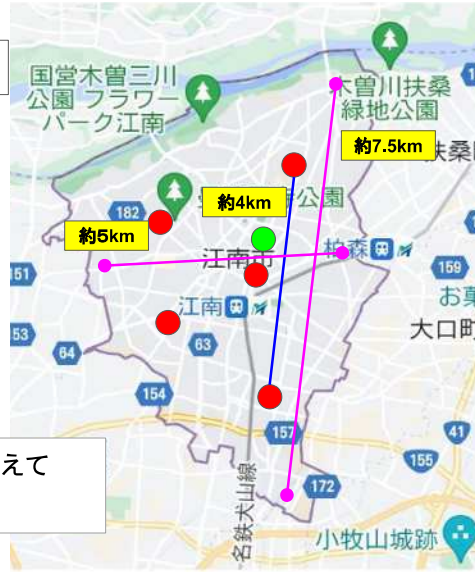 国営木曽三川
公園 フラワー
パーク江南
木曽川扶桑
緑地公園
約7.5km
扶桑
182
約4km
公園
約5km
江南市
柏森
151
159
江南
お菓
大口町
53
63
64
154
157
41
155
えて
172
名鉄犬山線
小牧山城跡